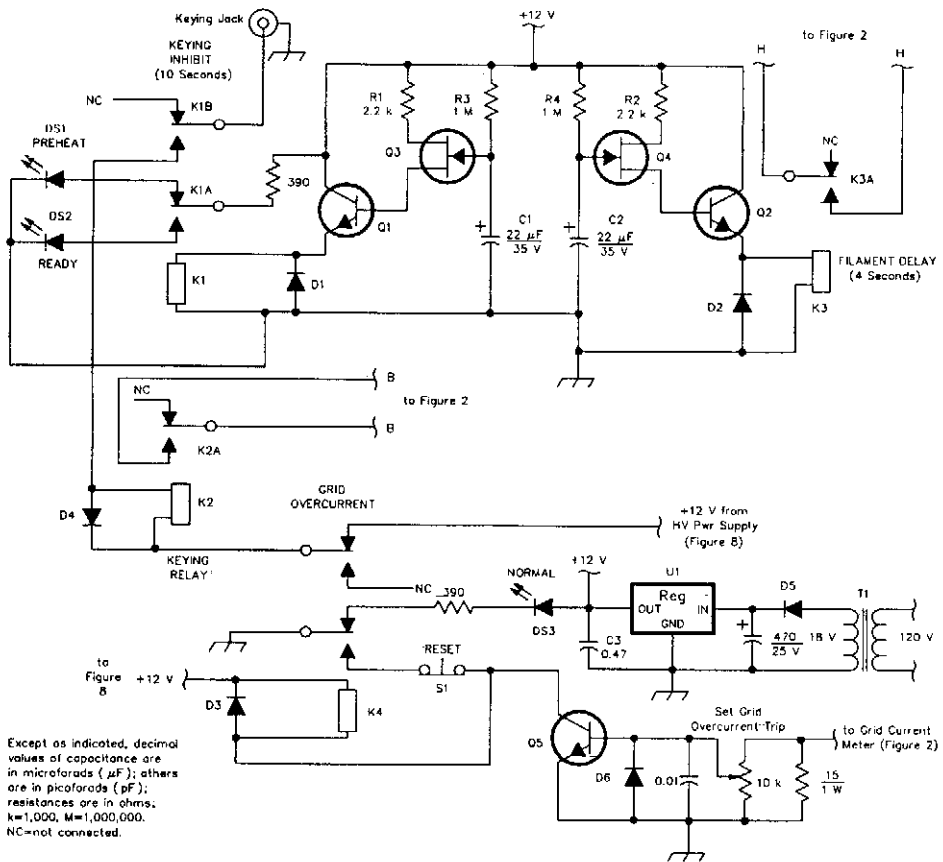 Keying Jack
KEYING
INHIBIT
(10 Seconds)
+12 V
to Figure 2
H
H
NC
K1B
DS1
PREHEAT
R1
2.2 k
R3
1 M
R4
1 M
R2
2.2 k
NC
K3A
Q3
Q4
K1A
390
DS2
READY
Q1
C1
22 µF
35 V
C2
22 µF
35 V
Q2
K1
D1
FILAMENT DELAY
(4 Seconds)
D2
K3
B
NC
to Figure 2
B
K2A
GRID
OVERCURRENT
K2
D4
+12 V from
HV Pwr Supply
(Figure 8)
KEYING
RELAY
NC
NORMAL
+12 V
U1
Reg
OUT
IN
GND
D5
T1
390
DS3
C3
0.47
470
25 V
18 V
120 V
RESET
S1
to
Figure
8
+12 V
D3
K4
Set Grid
Overcurrent Trip
to Grid Current
Meter (Figure 2)
Q5
D6
0.01
10 k
15
1 W
Except as indicated, decimal
values of capacitance are
in microfarads ( µF); others
are in picofarads ( pF);
resistances are in ohms;
k=1,000, M=1,000,000.
NC=not connected.